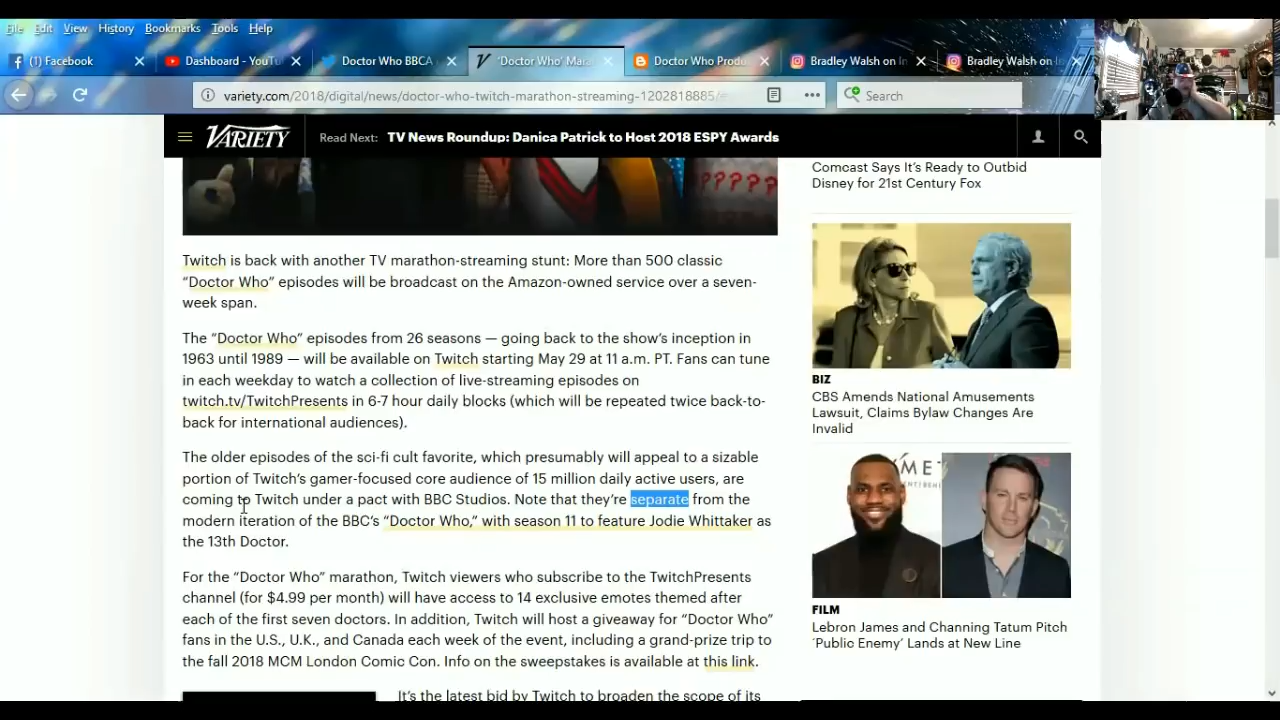 File Edit View History Bookmarks Tools Help
(1) Facebook
Dashboard - YouTu
Doctor Who BBCA
'Doctor Who' Mara
Doctor Who Produ
Bradley Walsh on In
Bradley Walsh on
variety.com/2018/digital/news/doctor-who-twitch-marathon-streaming-1202818885/
Search
VARIETY
Read Next: TV News Roundup: Danica Patrick to Host 2018 ESPY Awards
????
Twitch is back with another TV marathon-streaming stunt: More than 500 classic
“Doctor Who” episodes will be broadcast on the Amazon-owned service over a seven-
week span.
The “Doctor Who” episodes from 26 seasons — going back to the show’s inception in
1963 until 1989 — will be available on Twitch starting May 29 at 11 a.m. PT. Fans can tune
in each weekday to watch a collection of live-streaming episodes on
twitch.tv/TwitchPresents in 6-7 hour daily blocks (which will be repeated twice back-to-
back for international audiences).
The older episodes of the sci-fi cult favorite, which presumably will appeal to a sizable
portion of Twitch’s gamer-focused core audience of 15 million daily active users, are
coming to Twitch under a pact with BBC Studios. Note that they’re separate from the
modern iteration of the BBC’s “Doctor Who,” with season 11 to feature Jodie Whittaker as
the 13th Doctor.
For the “Doctor Who” marathon, Twitch viewers who subscribe to the TwitchPresents
channel (for $4.99 per month) will have access to 14 exclusive emotes themed after
each of the first seven doctors. In addition, Twitch will host a giveaway for “Doctor Who”
fans in the U.S., U.K., and Canada each week of the event, including a grand-prize trip to
the fall 2018 MCM London Comic Con. Info on the sweepstakes is available at this link.
It’s the latest bid by Twitch to broaden the scope of its
Comcast Says It’s Ready to Outbid
Disney for 21st Century Fox
BIZ
CBS Amends National Amusements
Lawsuit, Claims Bylaw Changes Are
Invalid
MET
FILM
Lebron James and Channing Tatum Pitch
‘Public Enemy’ Lands at New Line